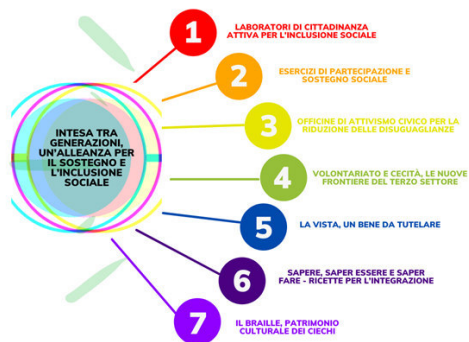 1
LABORATORI DI CITTADINANZA
ATTIVA PER L'INCLUSIONE SOCIALE
2
ESERCIZI DI PARTECIPAZIONE E
SOSTEGNO SOCIALE
3
OFFICINE DI ATTIVISMO CIVICO PER LA
RIDUZIONE DELLE DISUGUAGLIANZE
INTESA TRA
GENERAZIONI,
UN'ALLEANZA PER
IL SOSTEGNO E
L'INCLUSIONE
SOCIALE
4
VOLONTARIATO E CECITÀ, LE NUOVE
FRONTIERE DEL TERZO SETTORE
5
LA VISTA, UN BENE DA TUTELARE
6
SAPERE, SAPER ESSERE E SAPER
FARE - RICETTE PER L'INTEGRAZIONE
7
IL BRAILLE, PATRIMONIO
CULTURALE DEI CIECHI